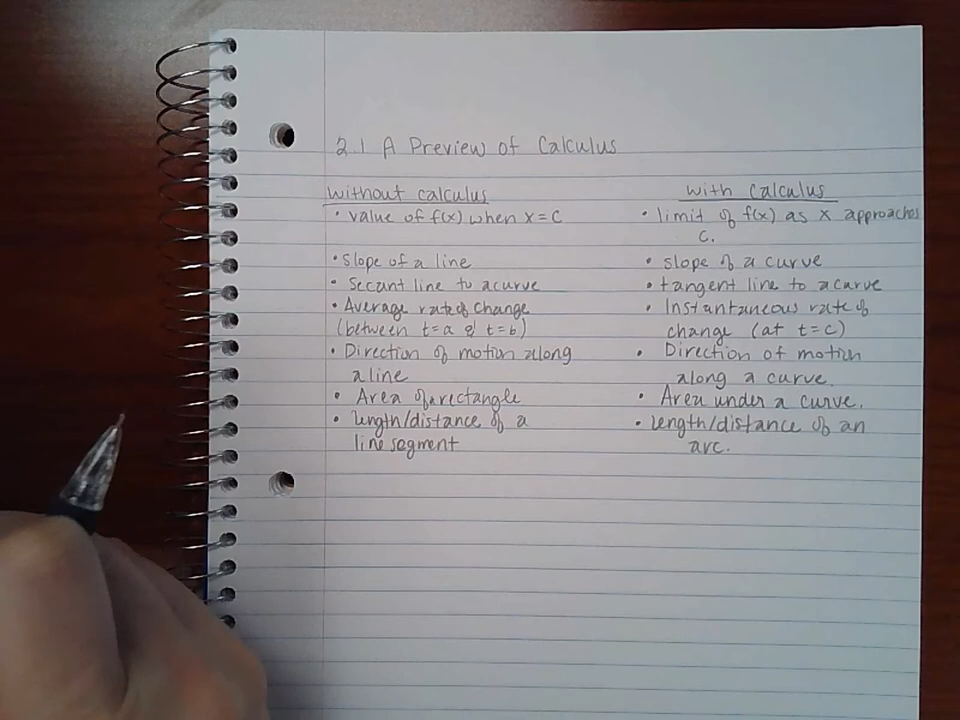 2.1 A Preview of Calculus
without calculus
• value of f(x) when x = c
• Slope of a line
• Secant line to a curve
• Average rate of change
(between t=a & t=b)
• Direction of motion along
a line
• Area of a rectangle
• length/distance of a
line segment
with Calculus
• limit of f(x) as x approaches
c.
• slope of a curve
• tangent line to a curve
• Instantaneous rate of
change (at t=c)
• Direction of motion
along a curve.
• Area under a curve.
• length/distance of an
arc.